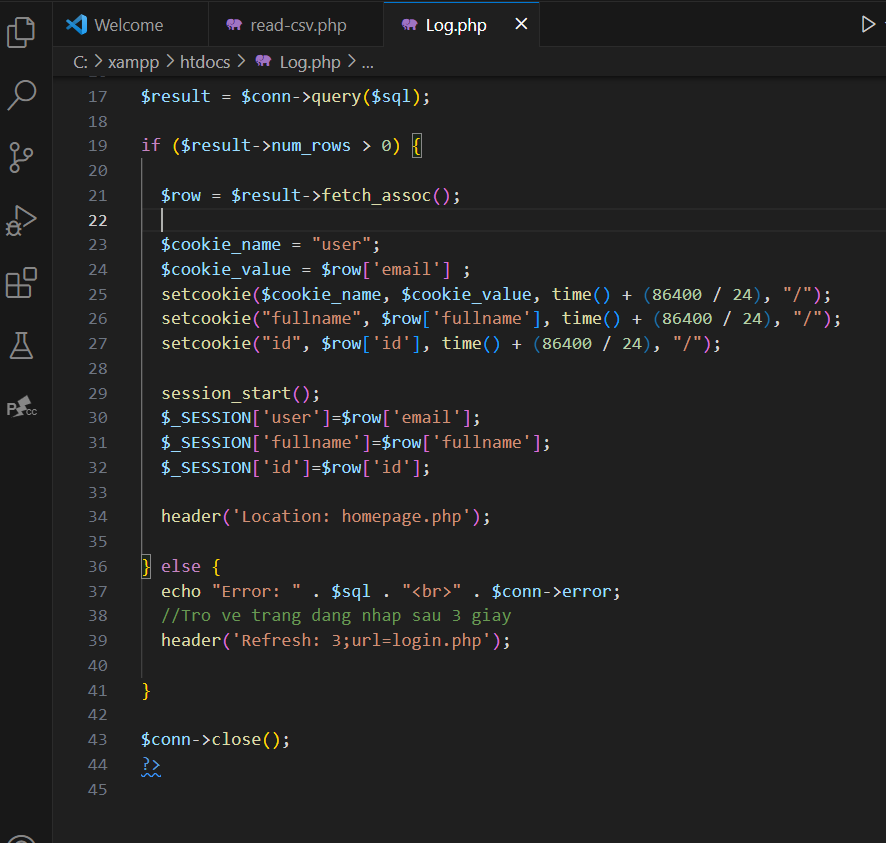 Welcome read-csv.php Log.php
C: > xampp > htdocs > Log.php > ...
17 $result = $conn->query($sql);
18
19 if ($result->num_rows > 0) {
20
21 $row = $result->fetch_assoc();
22
23 $cookie_name = "user";
24 $cookie_value = $row['email'] ;
25 setcookie($cookie_name, $cookie_value, time() + (86400 / 24), "/");
26 setcookie("fullname", $row['fullname'], time() + (86400 / 24), "/");
27 setcookie("id", $row['id'], time() + (86400 / 24), "/");
28
29 session_start();
30 $_SESSION['user']=$row['email'];
31 $_SESSION['fullname']=$row['fullname'];
32 $_SESSION['id']=$row['id'];
33
34 header('Location: homepage.php');
35
36 } else {
37 echo "Error: " . $sql . "<br>" . $conn->error;
38 //Tro ve trang dang nhap sau 3 giay
39 header('Refresh: 3;url=login.php');
40
41 }
42
43 $conn->close();
44 ?>
45